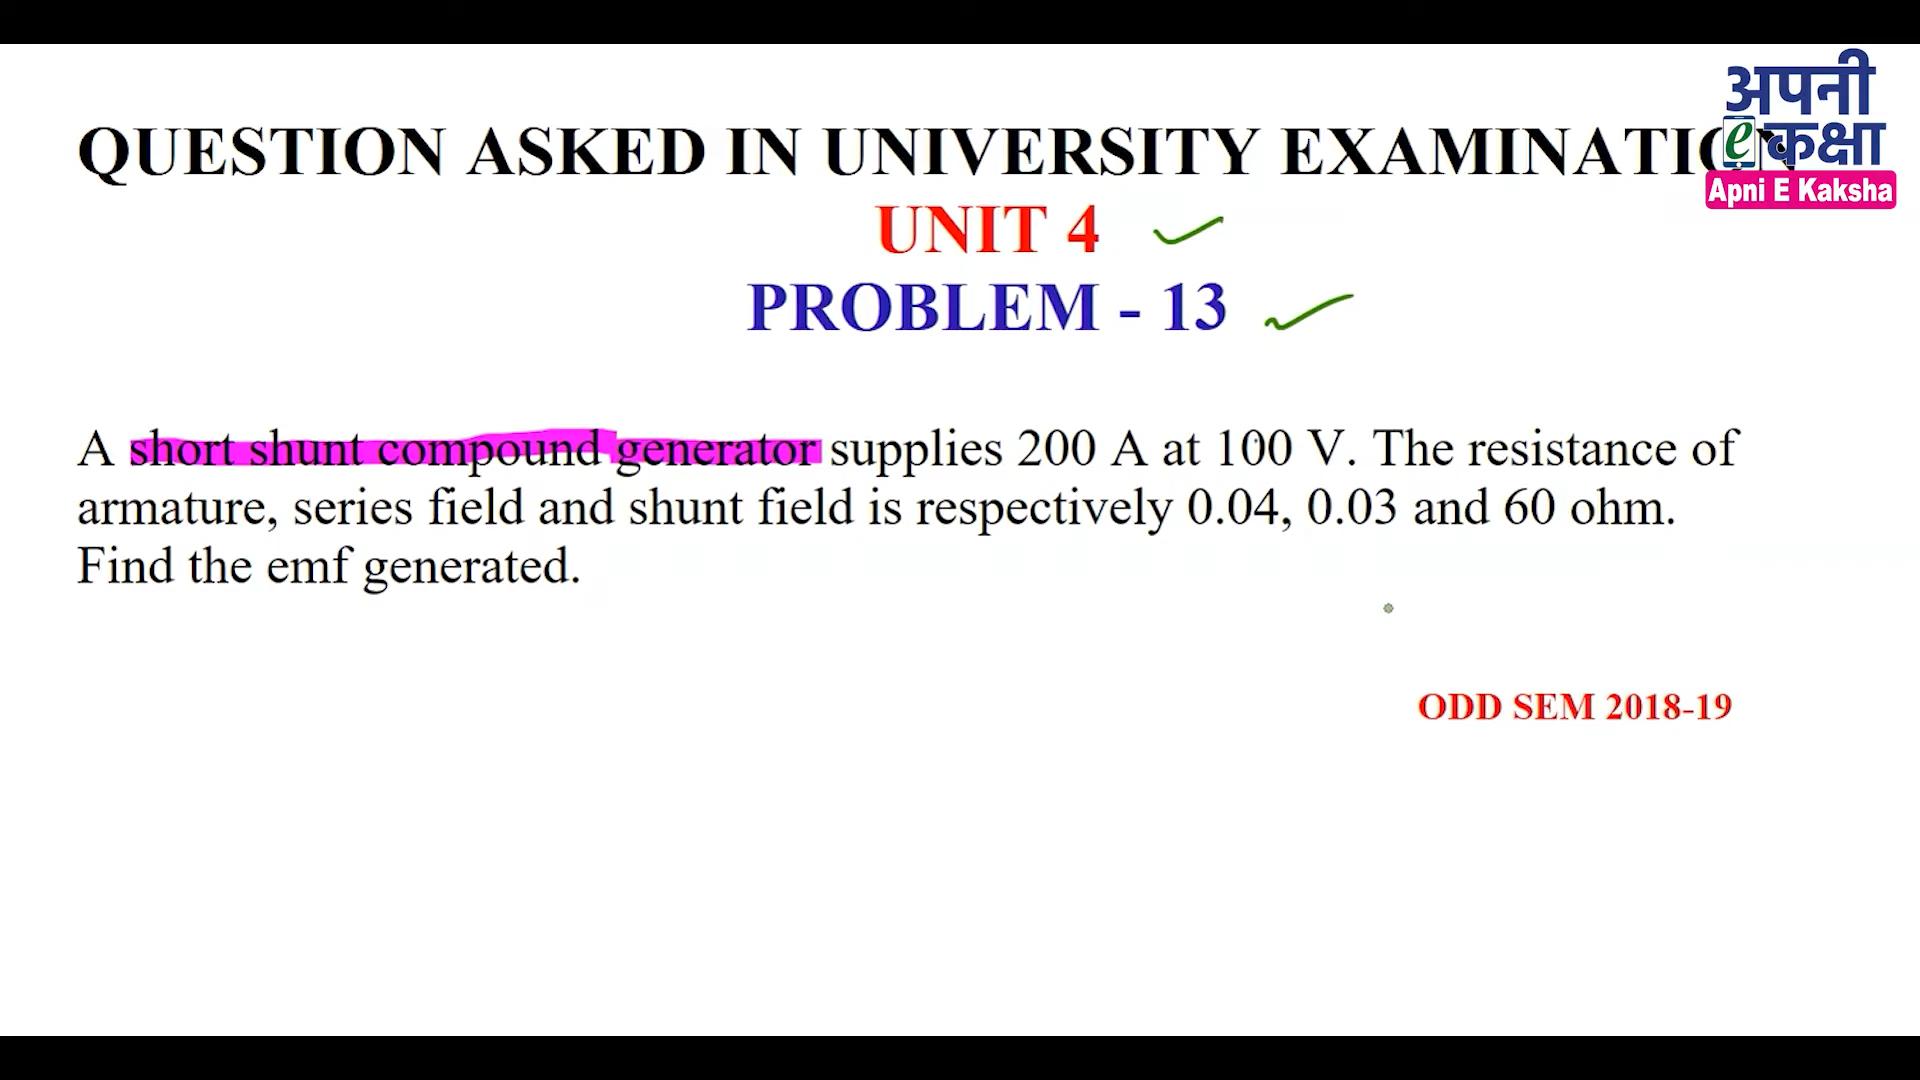 अपनी
e कक्षा
Apni E Kaksha
QUESTION ASKED IN UNIVERSITY EXAMINATION
UNIT 4
PROBLEM - 13
A short shunt compound generator supplies 200 A at 100 V. The resistance of
armature, series field and shunt field is respectively 0.04, 0.03 and 60 ohm.
Find the emf generated.
ODD SEM 2018-19